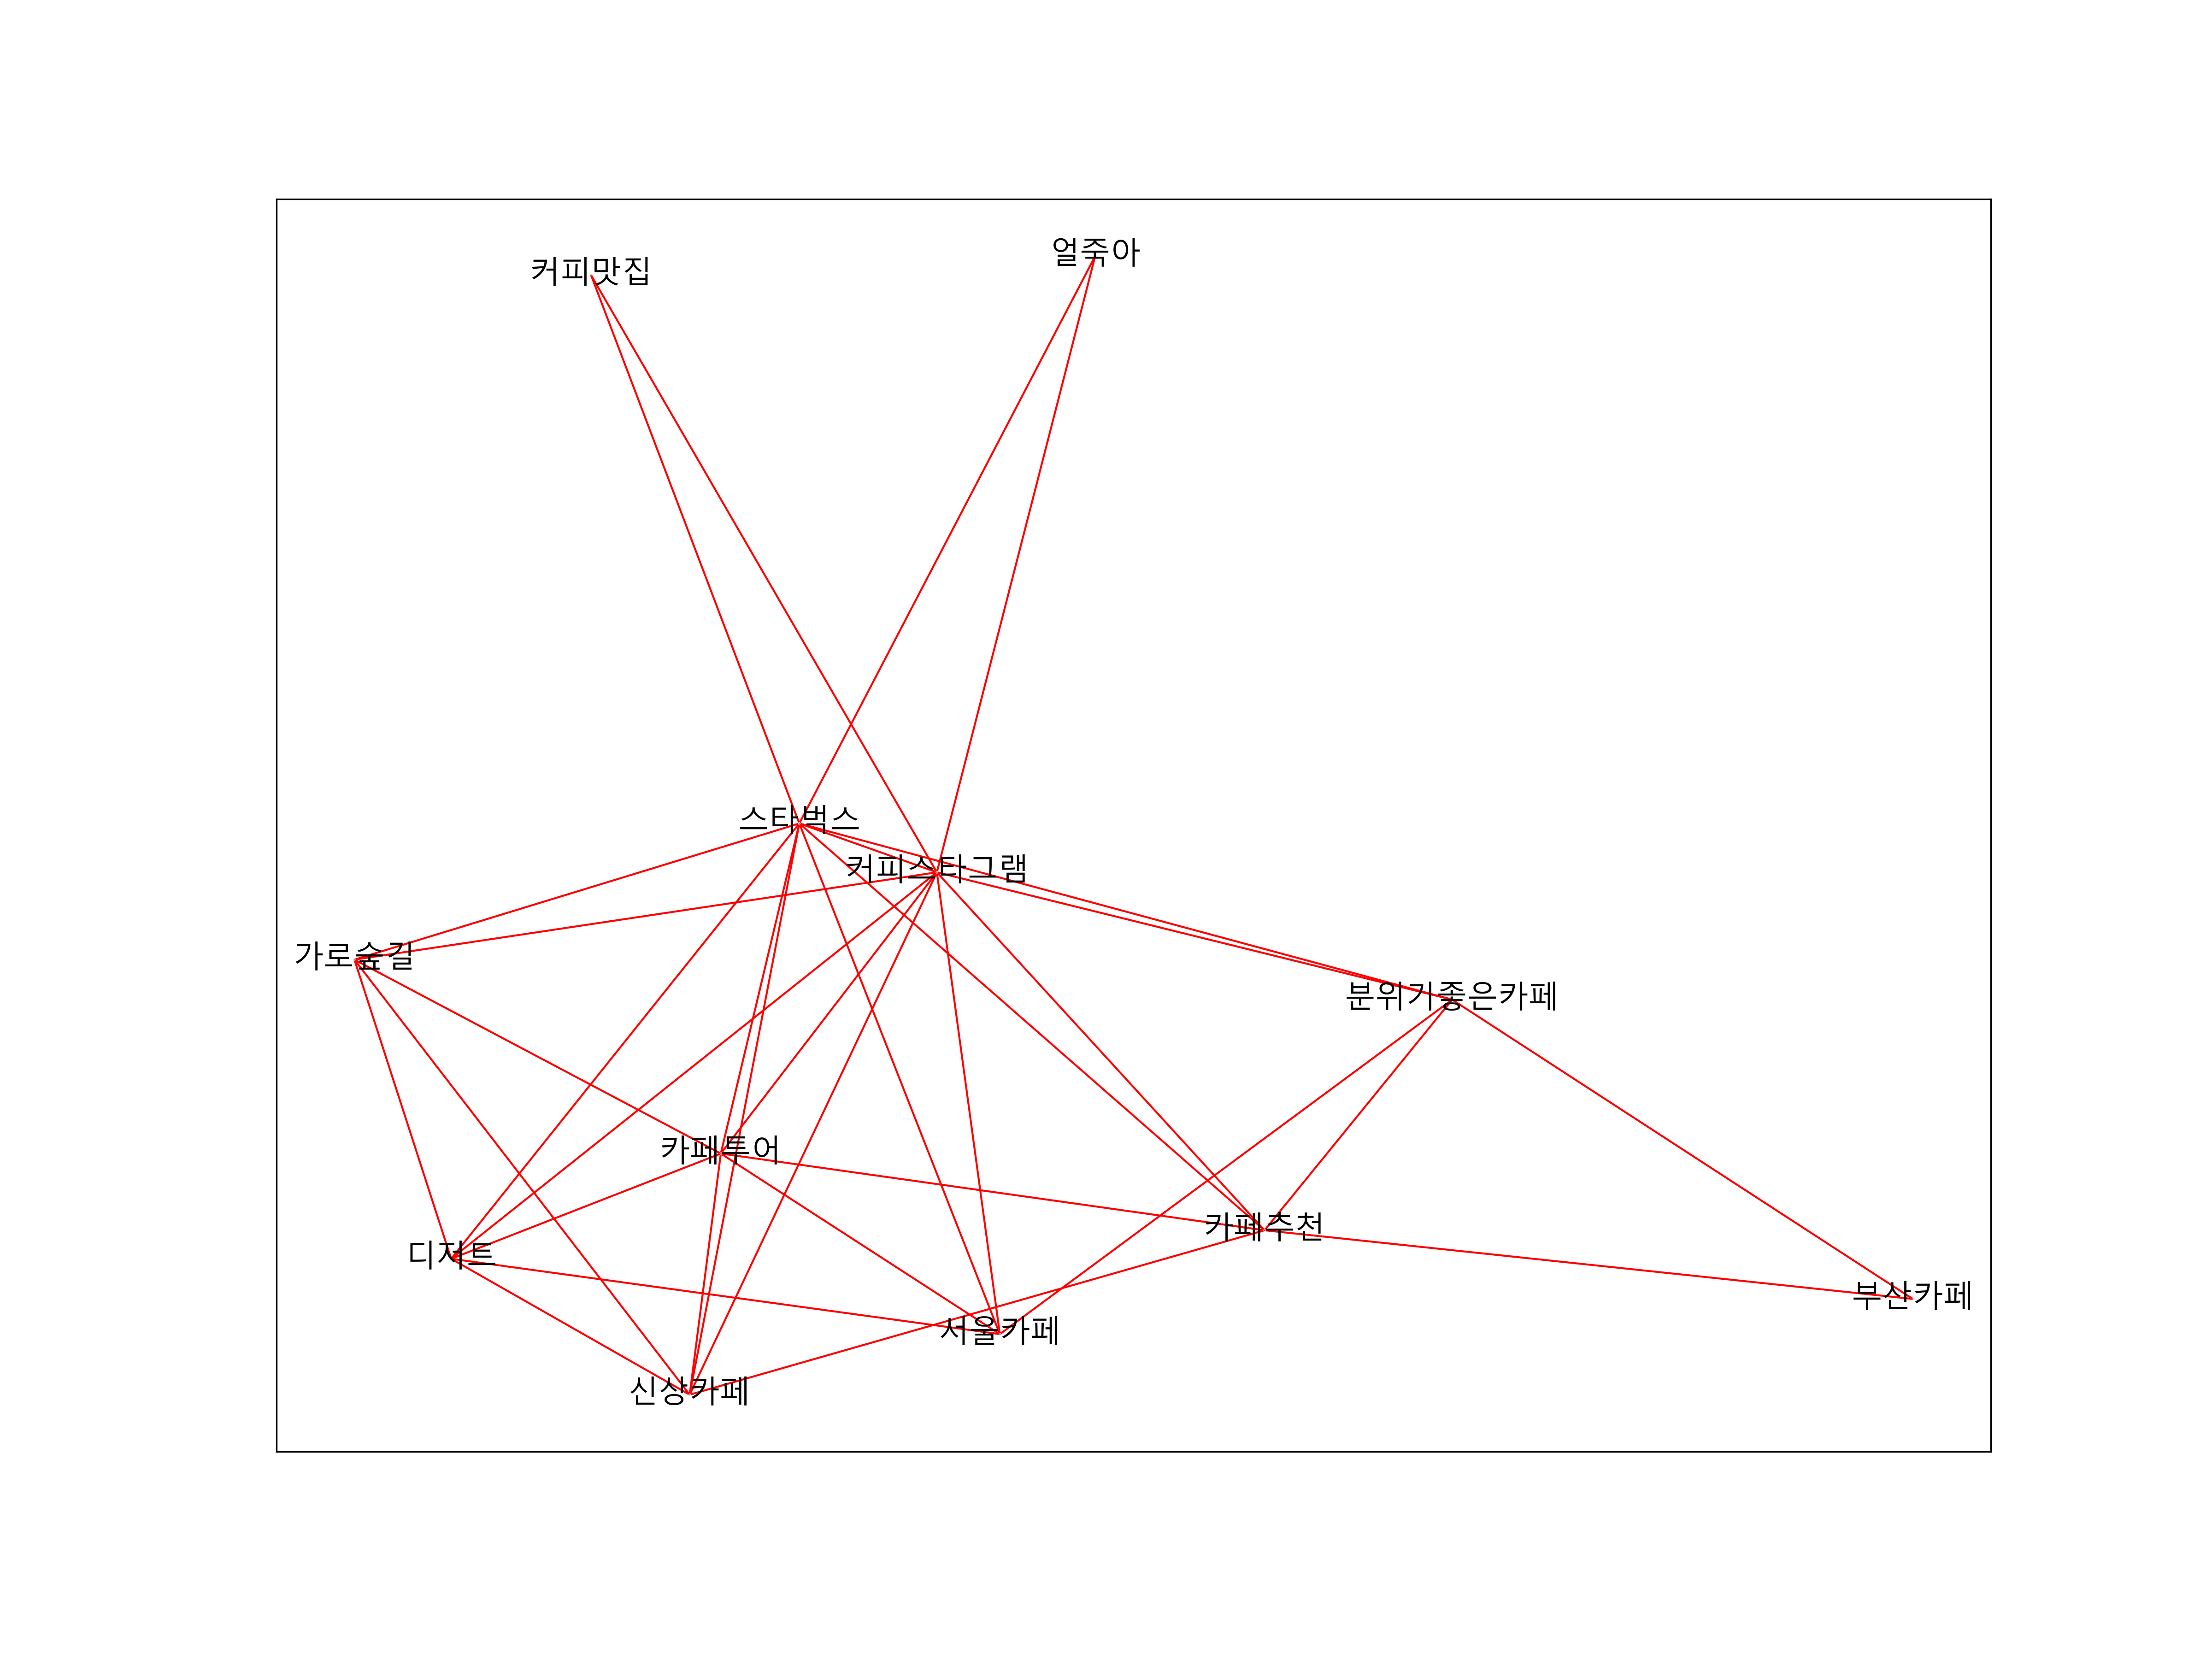 얼죽아
커피맛집
스타벅스
커피스타그램
가로숲길
분위기좋은카페
카페투어
카페추천
디저트
부산카페
서울카페
신상카페